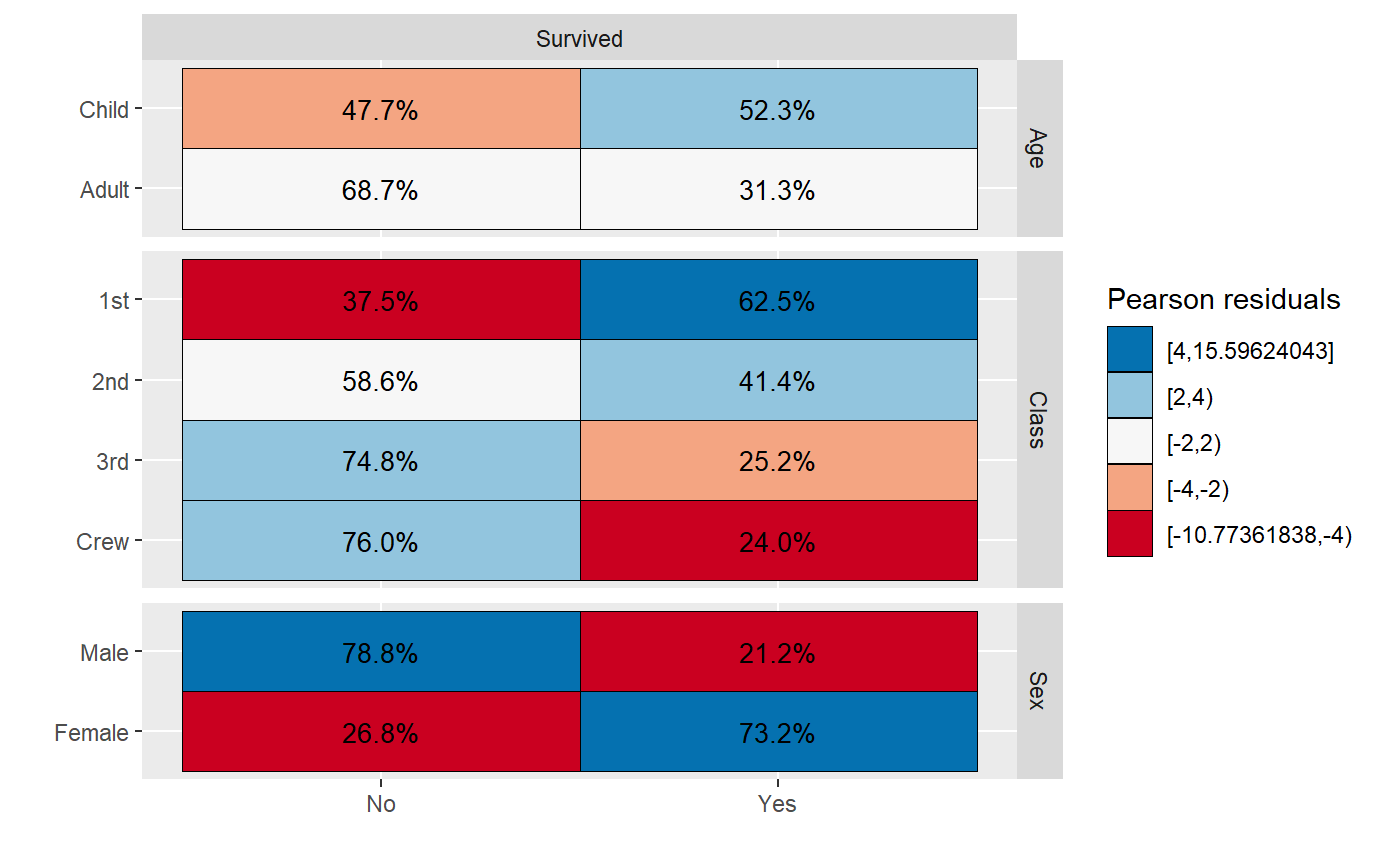 Survived
Child 47.7% 52.3%
Adult 68.7% 31.3%
Age
1st 37.5% 62.5%
2nd 58.6% 41.4%
3rd 74.8% 25.2%
Crew 76.0% 24.0%
Class
Male 78.8% 21.2%
Female 26.8% 73.2%
Sex
No Yes
Pearson residuals
[4,15.59624043]
[2,4)
[-2,2)
[-4,-2)
[-10.77361838,-4)